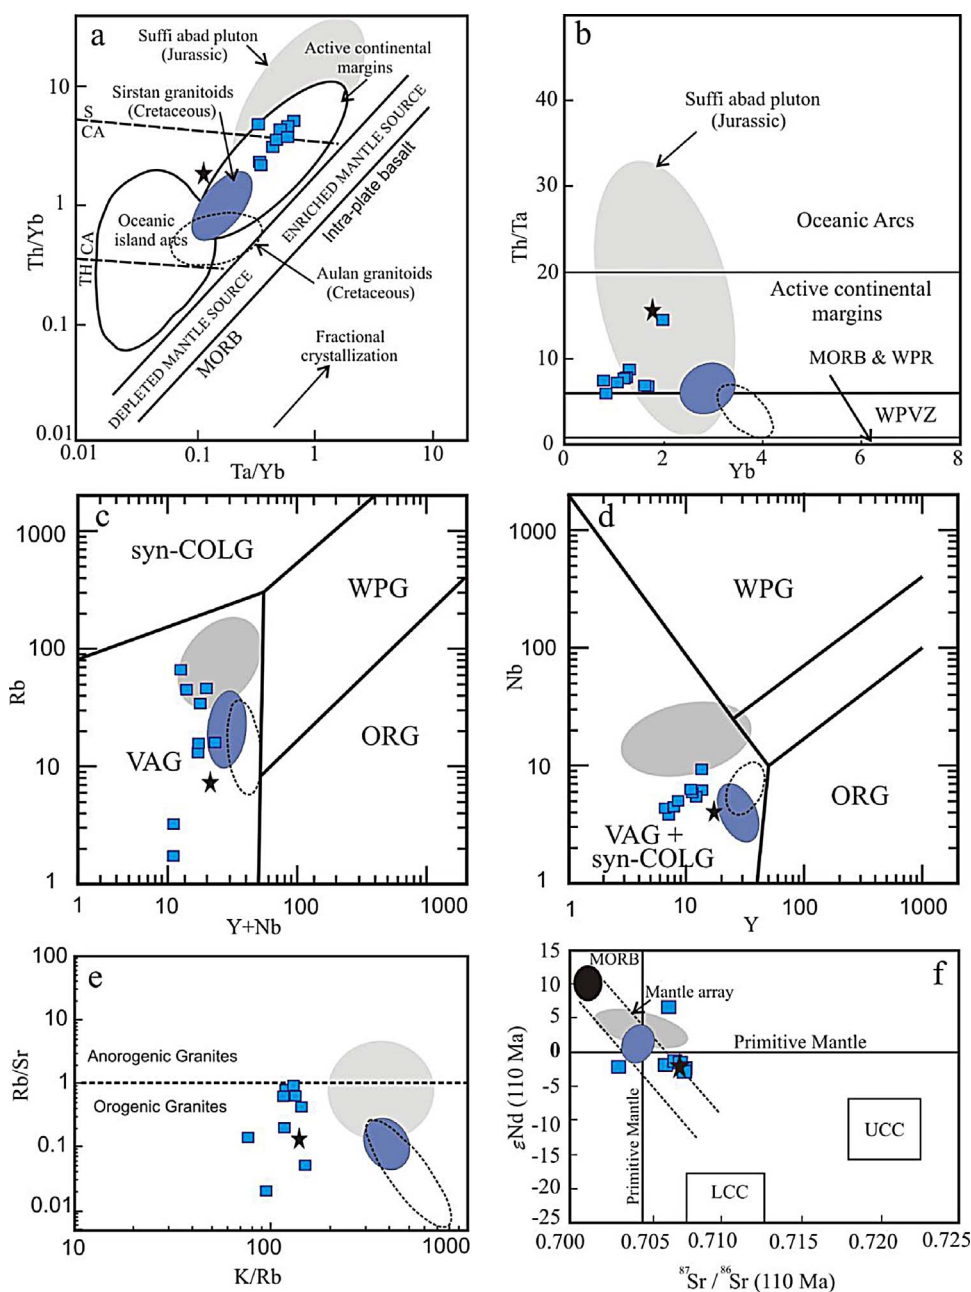 a
Suffi abad pluton
(Jurassic)
Active continental
margins
Sirstan granitoids
(Cretaceous)
10
S
CA
1
Th/Yb
Oceanic
island arcs
CA
TH
Aulan granitoids
(Cretaceous)
ENRICHED MANTLE SOURCE
Intra-plate basalt
DEPLETED MANTLE SOURCE
MORB
0.1
Fractional
crystallization
0.01
0.01 0.1 1 10
Ta/Yb
b
40
Suffi abad pluton
(Jurassic)
30
Th/Ta
Oceanic Arcs
20
Active continental
margins
10
MORB & WPR
WPVZ
0
0 2 4 6 8
Yb
c
1000
syn-COLG
WPG
100
Rb
VAG
ORG
10
1
1 10 100 1000
Y+Nb
d
1000
WPG
100
Nb
10
ORG
VAG +
syn-COLG
1
1 10 100 1000
Y
e
100
10
Rb/Sr
Anorogenic Granites
1
Orogenic Granites
0.1
0.01
10 100 1000
K/Rb
f
15
MORB
10
Mantle array
5
Primitive Mantle
0
-5
εNd (110 Ma)
-10
UCC
-15
Primitive Mantle
-20
LCC
-25
0.700 0.705 0.710 0.715 0.720 0.725
⁸⁷Sr / ⁸⁶Sr (110 Ma)